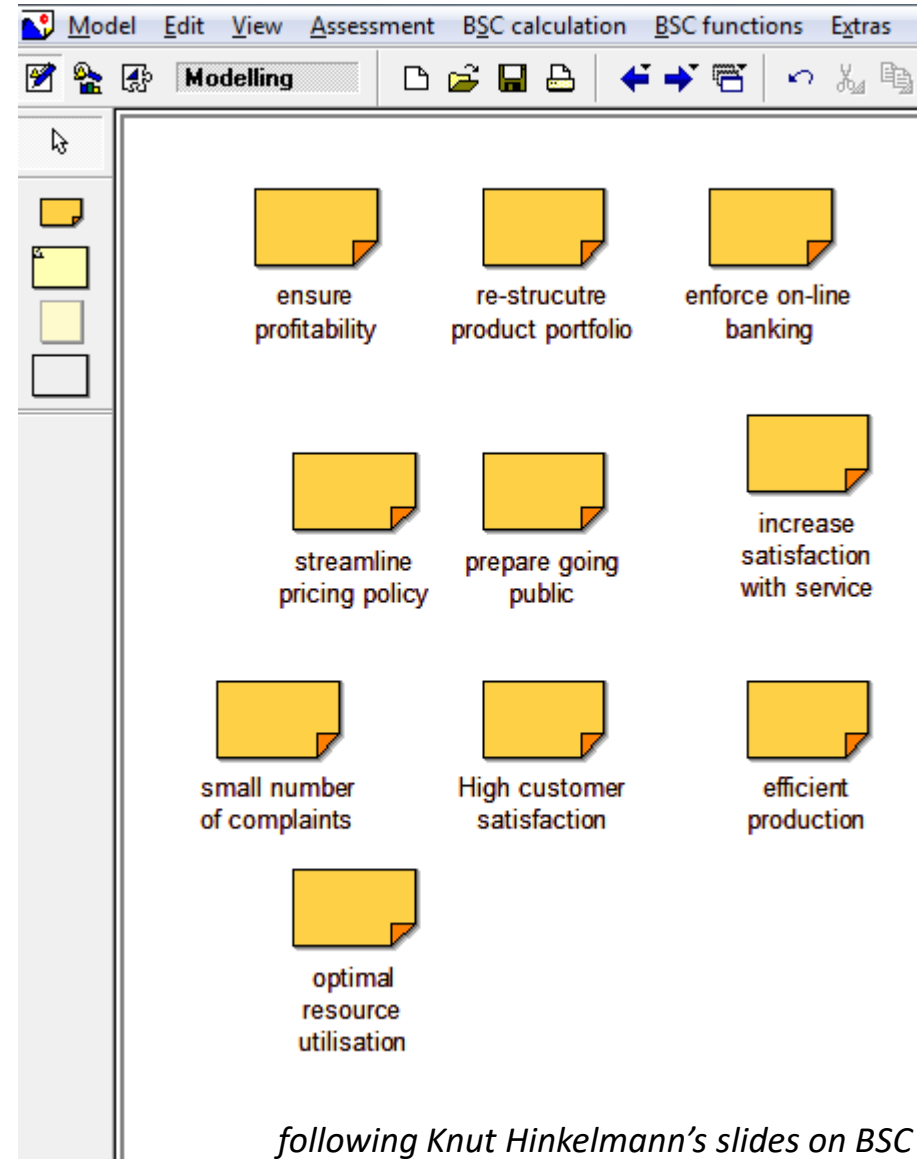 Model Edit View Assessment BSC calculation BSC functions Extras
Modelling
ensure
profitability
re-strucutre
product portfolio
enforce on-line
banking
streamline
pricing policy
prepare going
public
increase
satisfaction
with service
small number
of complaints
High customer
satisfaction
efficient
production
optimal
resource
utilisation
following Knut Hinkelmann’s slides on BSC